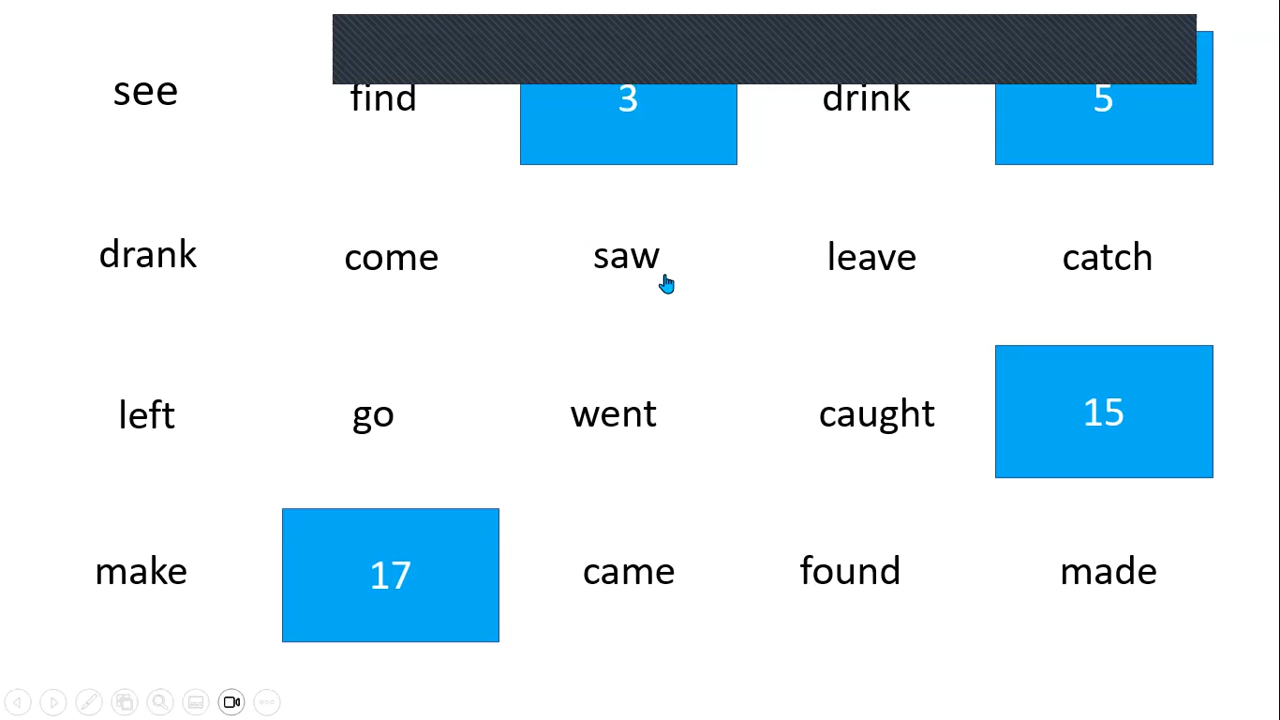 see find 3 drink 5
drank come saw leave catch
left go went caught 15
make 17 came found made